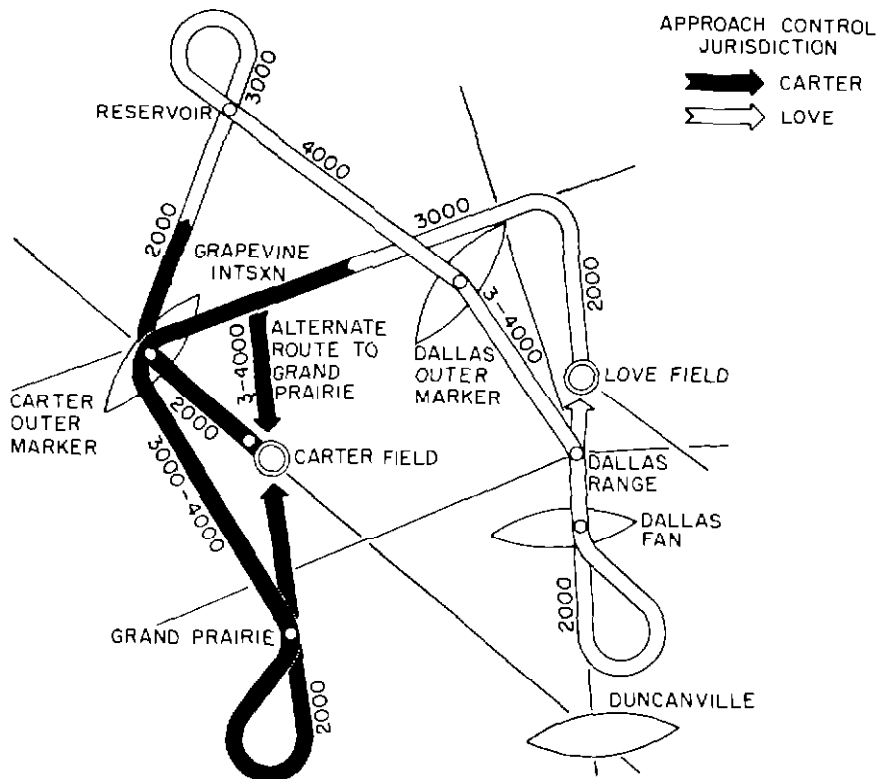 APPROACH CONTROL
JURISDICTION
CARTER
LOVE
3000
RESERVOIR
4000
3000
2000
GRAPEVINE
INTSXN
2000
3-4000
3-4000
ALTERNATE
ROUTE TO
GRAND
PRAIRIE
DALLAS
OUTER
MARKER
LOVE FIELD
CARTER
OUTER
MARKER
2000
CARTER FIELD
3000-4000
DALLAS
RANGE
DALLAS
FAN
2000
GRAND PRAIRIE
2000
DUNCANVILLE